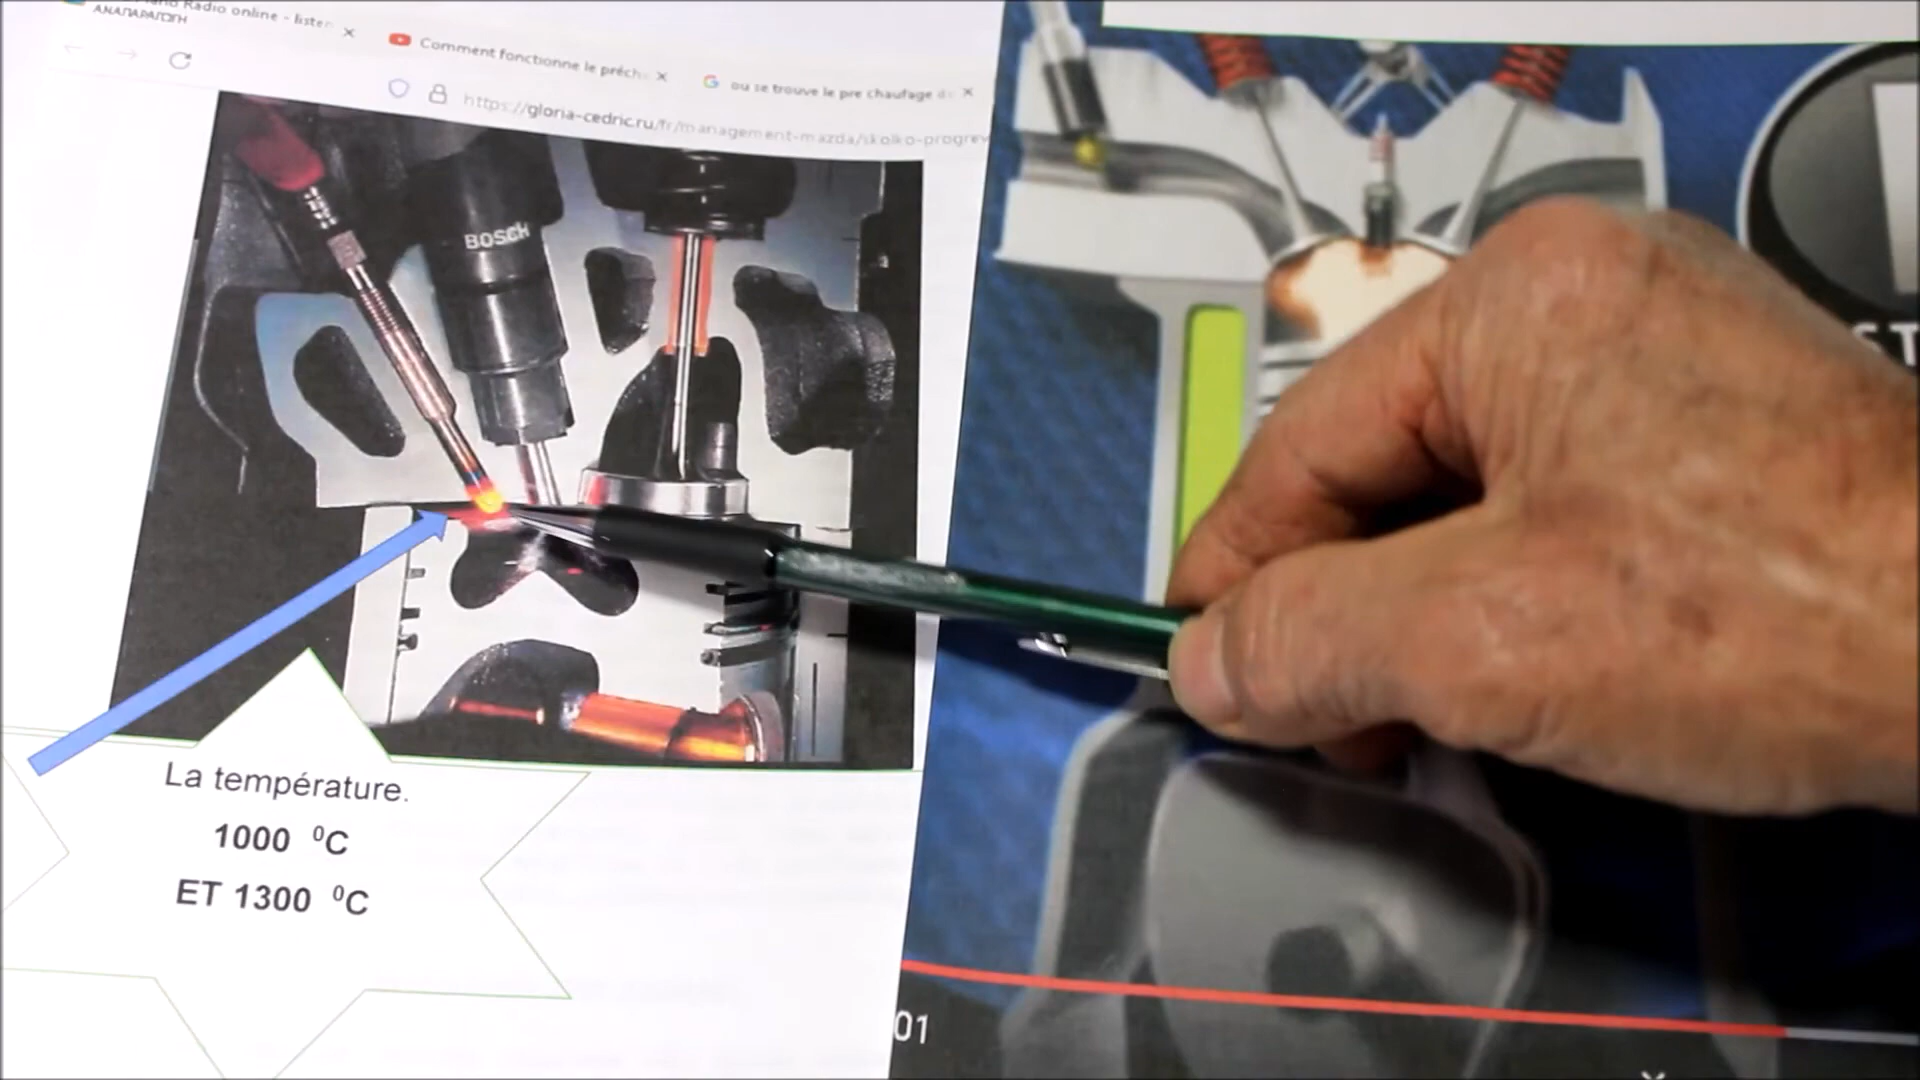 Radio online - listen
ΑΝΑΠΑΡΑΓΩΓΗ
Comment fonctionne le préch
ou se trouve le pre chaufage d
https://gloria-cedric.ru/fr/management-mazda/skolko-progrev
BOSCH
La température.
1000 ⁰C
ET 1300 ⁰C
ST
01